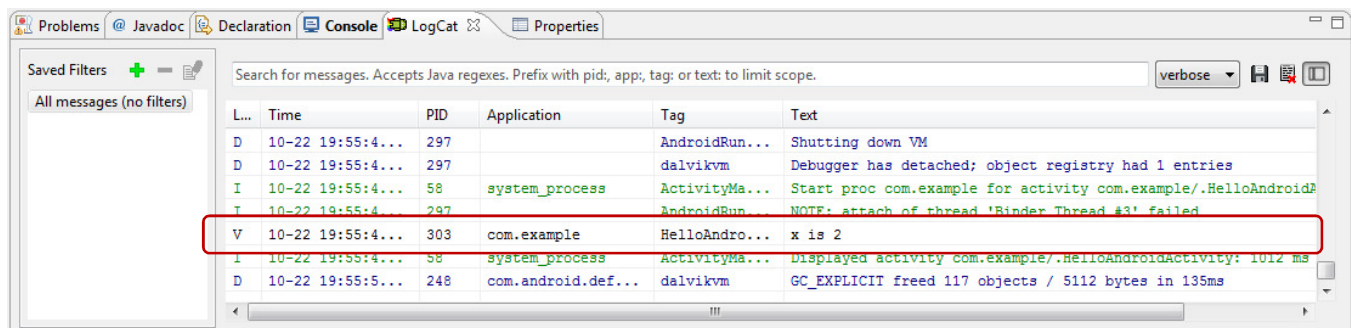 Problems @ Javadoc Declaration Console LogCat Properties
Saved Filters
Search for messages. Accepts Java regexes. Prefix with pid:, app:, tag: or text: to limit scope.
verbose
All messages (no filters)
L... Time PID Application Tag Text
D 10-22 19:55:4... 297 AndroidRun... Shutting down VM
D 10-22 19:55:4... 297 dalvikvm Debugger has detached; object registry had 1 entries
I 10-22 19:55:4... 58 system_process ActivityMa... Start proc com.example for activity com.example/.HelloAndroidA
I 10-22 19:55:4... 297 AndroidRun... NOTE: attach of thread 'Binder Thread #3' failed
V 10-22 19:55:4... 303 com.example HelloAndro... x is 2
I 10-22 19:55:4... 58 system_process ActivityMa... Displayed activity com.example/.HelloAndroidActivity: 1012 ms
D 10-22 19:55:5... 248 com.android.def... dalvikvm GC_EXPLICIT freed 117 objects / 5112 bytes in 135ms